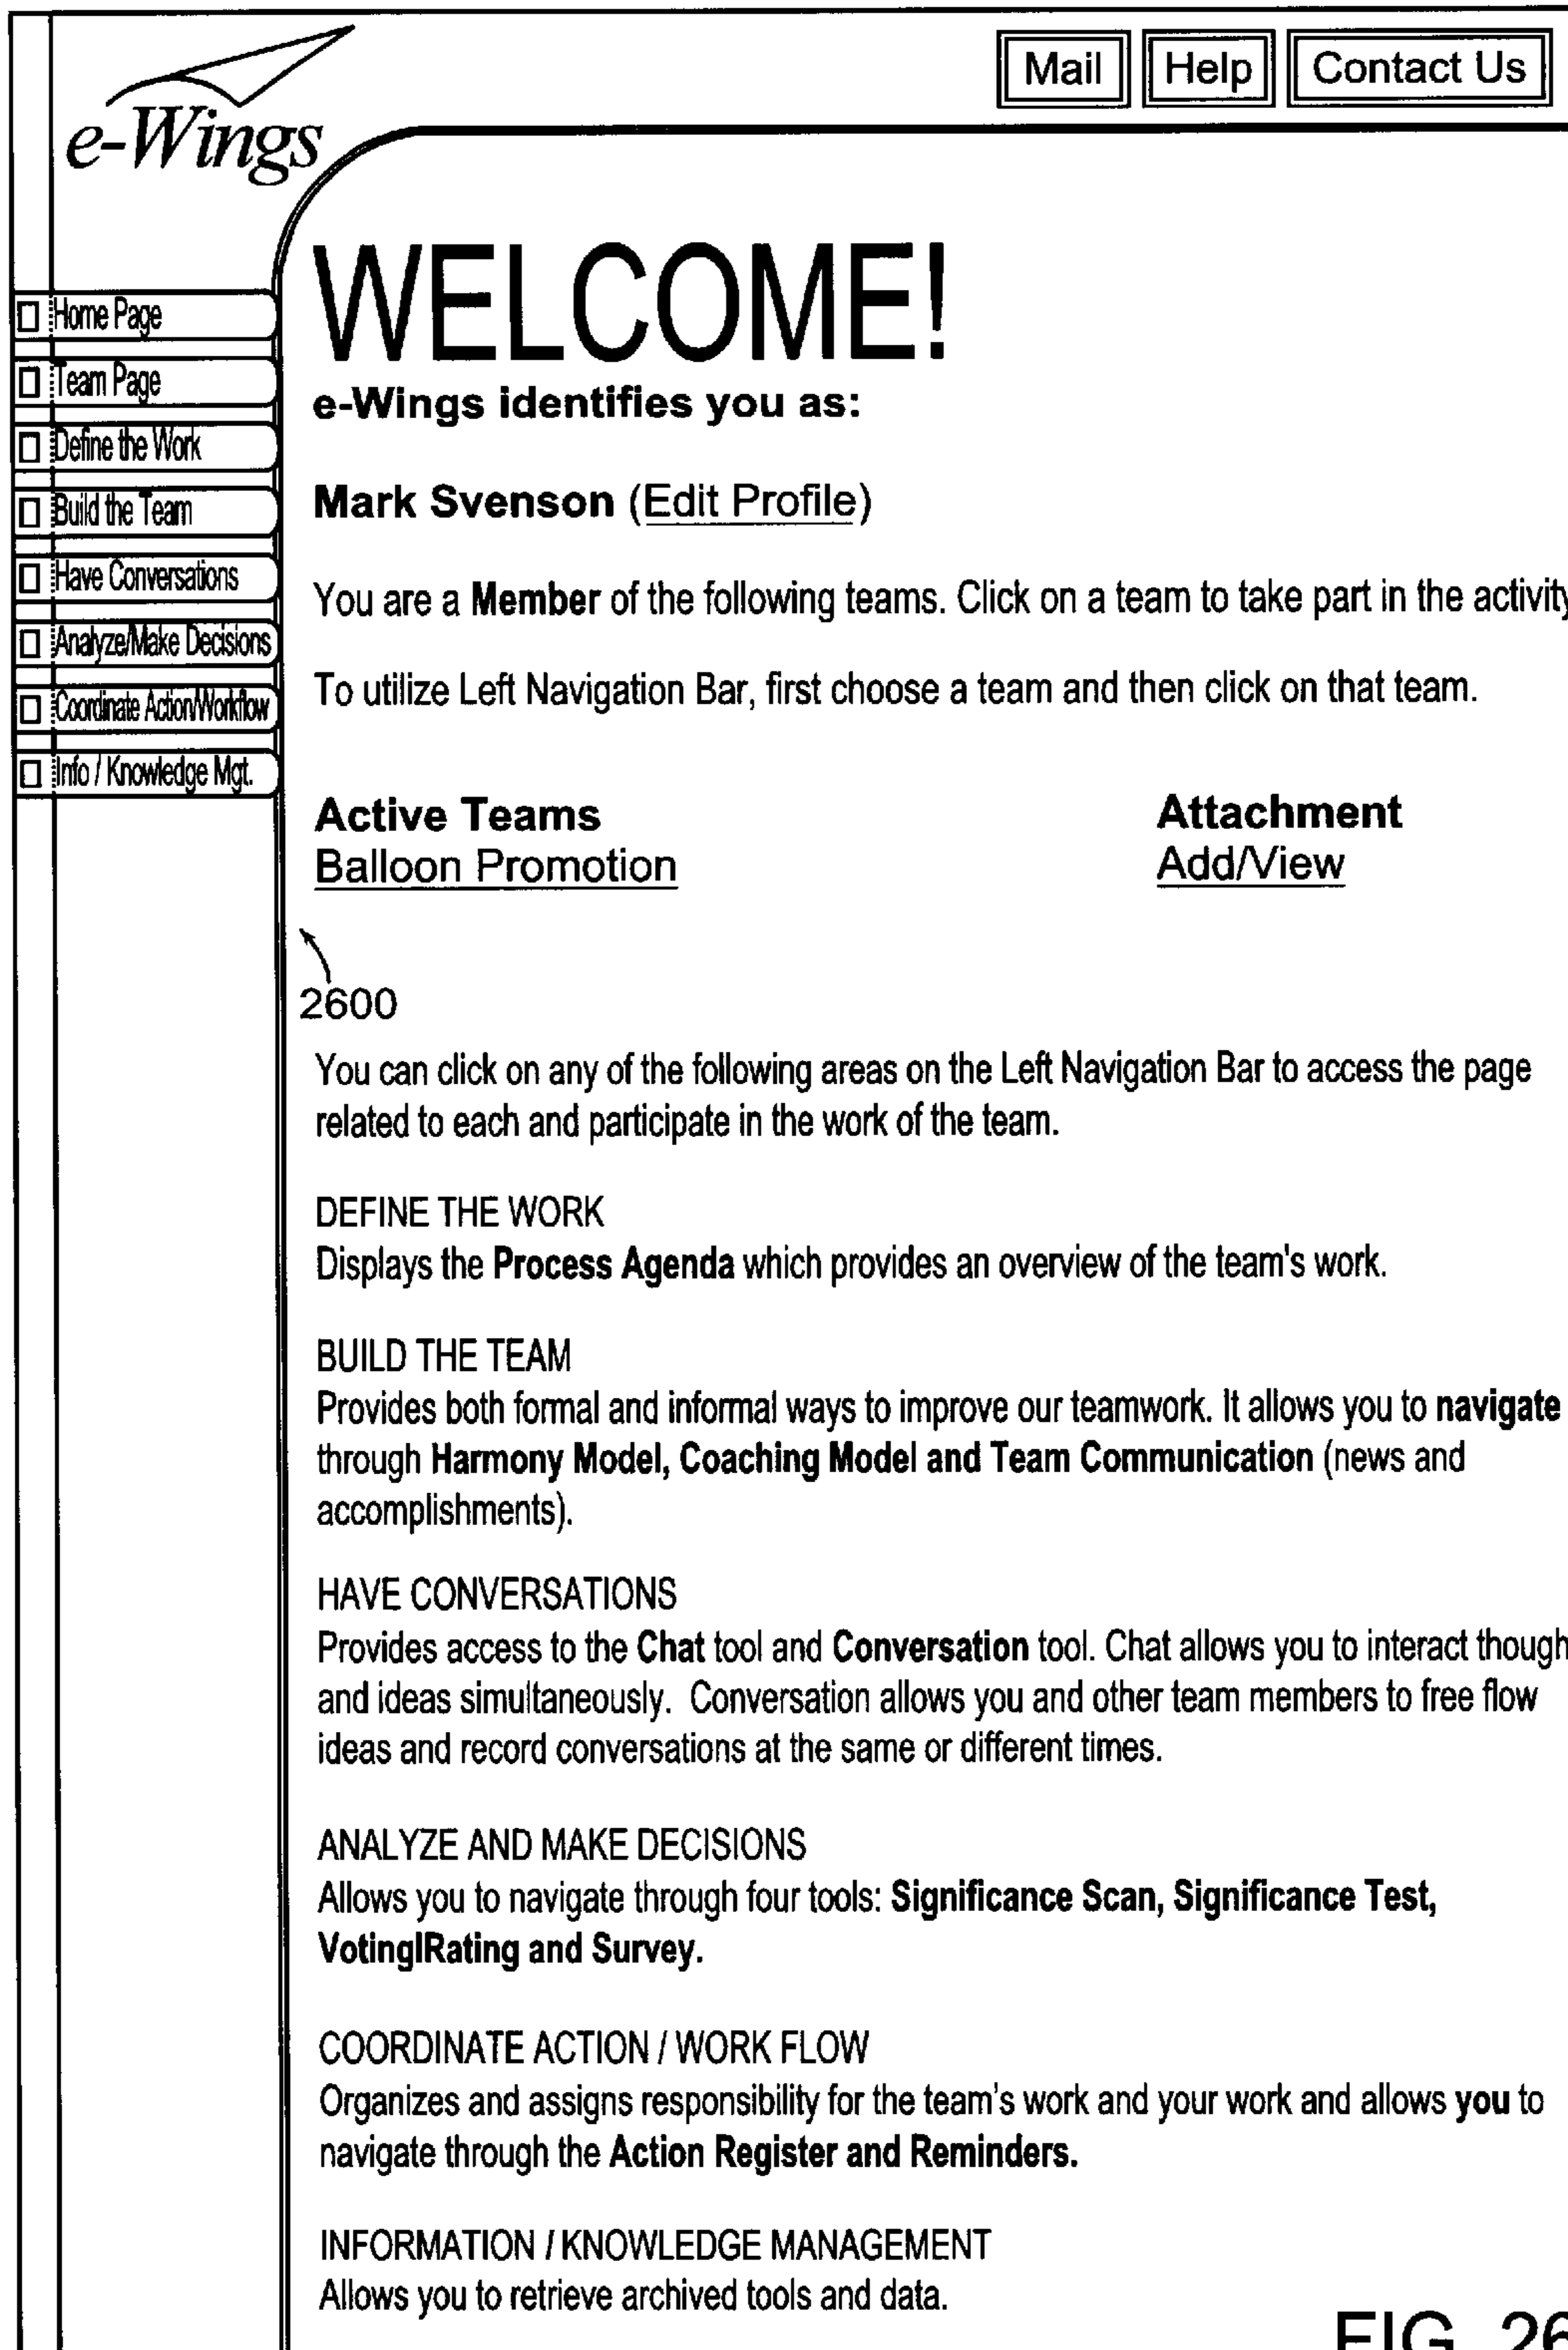 Mail Help Contact Us
e-Wings
Home Page
Team Page
Define the Work
Build the Team
Have Conversations
Analyze/Make Decisions
Coordinate Action/Workflow
Info / Knowledge Mgt.
WELCOME!
e-Wings identifies you as:
Mark Svenson (Edit Profile)
You are a Member of the following teams. Click on a team to take part in the activity
To utilize Left Navigation Bar, first choose a team and then click on that team.
Active Teams Attachment
Balloon Promotion Add/View
2600
You can click on any of the following areas on the Left Navigation Bar to access the page
related to each and participate in the work of the team.
DEFINE THE WORK
Displays the Process Agenda which provides an overview of the team's work.
BUILD THE TEAM
Provides both formal and informal ways to improve our teamwork. It allows you to navigate
through Harmony Model, Coaching Model and Team Communication (news and
accomplishments).
HAVE CONVERSATIONS
Provides access to the Chat tool and Conversation tool. Chat allows you to interact though
and ideas simultaneously. Conversation allows you and other team members to free flow
ideas and record conversations at the same or different times.
ANALYZE AND MAKE DECISIONS
Allows you to navigate through four tools: Significance Scan, Significance Test,
VotingIRating and Survey.
COORDINATE ACTION / WORK FLOW
Organizes and assigns responsibility for the team's work and your work and allows you to
navigate through the Action Register and Reminders.
INFORMATION / KNOWLEDGE MANAGEMENT
Allows you to retrieve archived tools and data.
FIG. 26